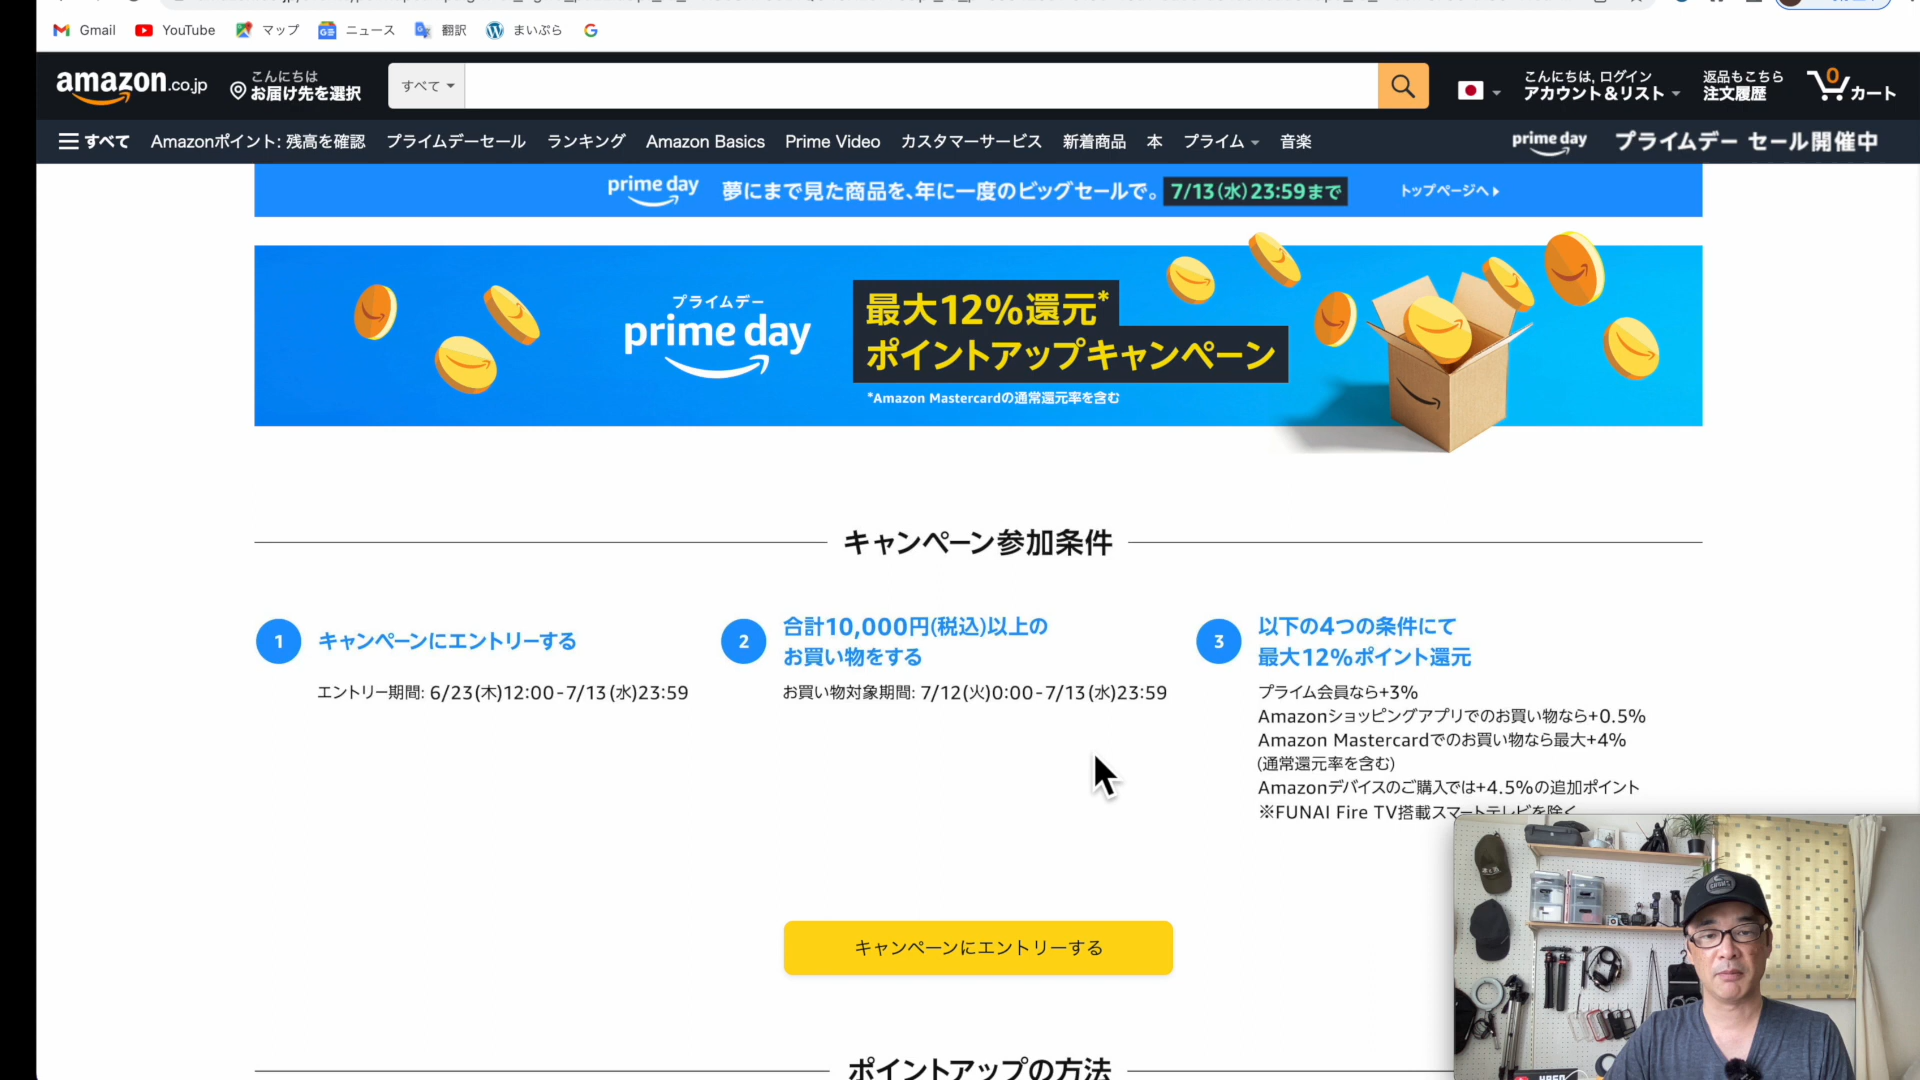 Gmail
YouTube
マップ
ニュース
翻訳
まいぷら
amazon.co.jp
こんにちは
お届け先を選択
すべて
こんにちは, ログイン
アカウント＆リスト
返品もこちら
注文履歴
0
カート
すべて
Amazonポイント: 残高を確認
プライムデーセール
ランキング
Amazon Basics
Prime Video
カスタマーサービス
新着商品
本
プライム
音楽
prime day
プライムデー セール開催中
prime day
夢にまで見た商品を、年に一度のビッグセールで。
7/13(水)23:59まで
トップページへ
プライムデー
prime day
最大12%還元*
ポイントアップキャンペーン
*Amazon Mastercardの通常還元率を含む
キャンペーン参加条件
1
キャンペーンにエントリーする
エントリー期間: 6/23(木)12:00-7/13(水)23:59
2
合計10,000円(税込)以上の
お買い物をする
お買い物対象期間: 7/12(火)0:00-7/13(水)23:59
3
以下の4つの条件にて
最大12%ポイント還元
プライム会員なら+3%
Amazonショッピングアプリでのお買い物なら+0.5%
Amazon Mastercardでのお買い物なら最大+4%
(通常還元率を含む)
Amazonデバイスのご購入では+4.5%の追加ポイント
※FUNAI Fire TV搭載スマートテレビを除く
キャンペーンにエントリーする
ポイントアップの方法